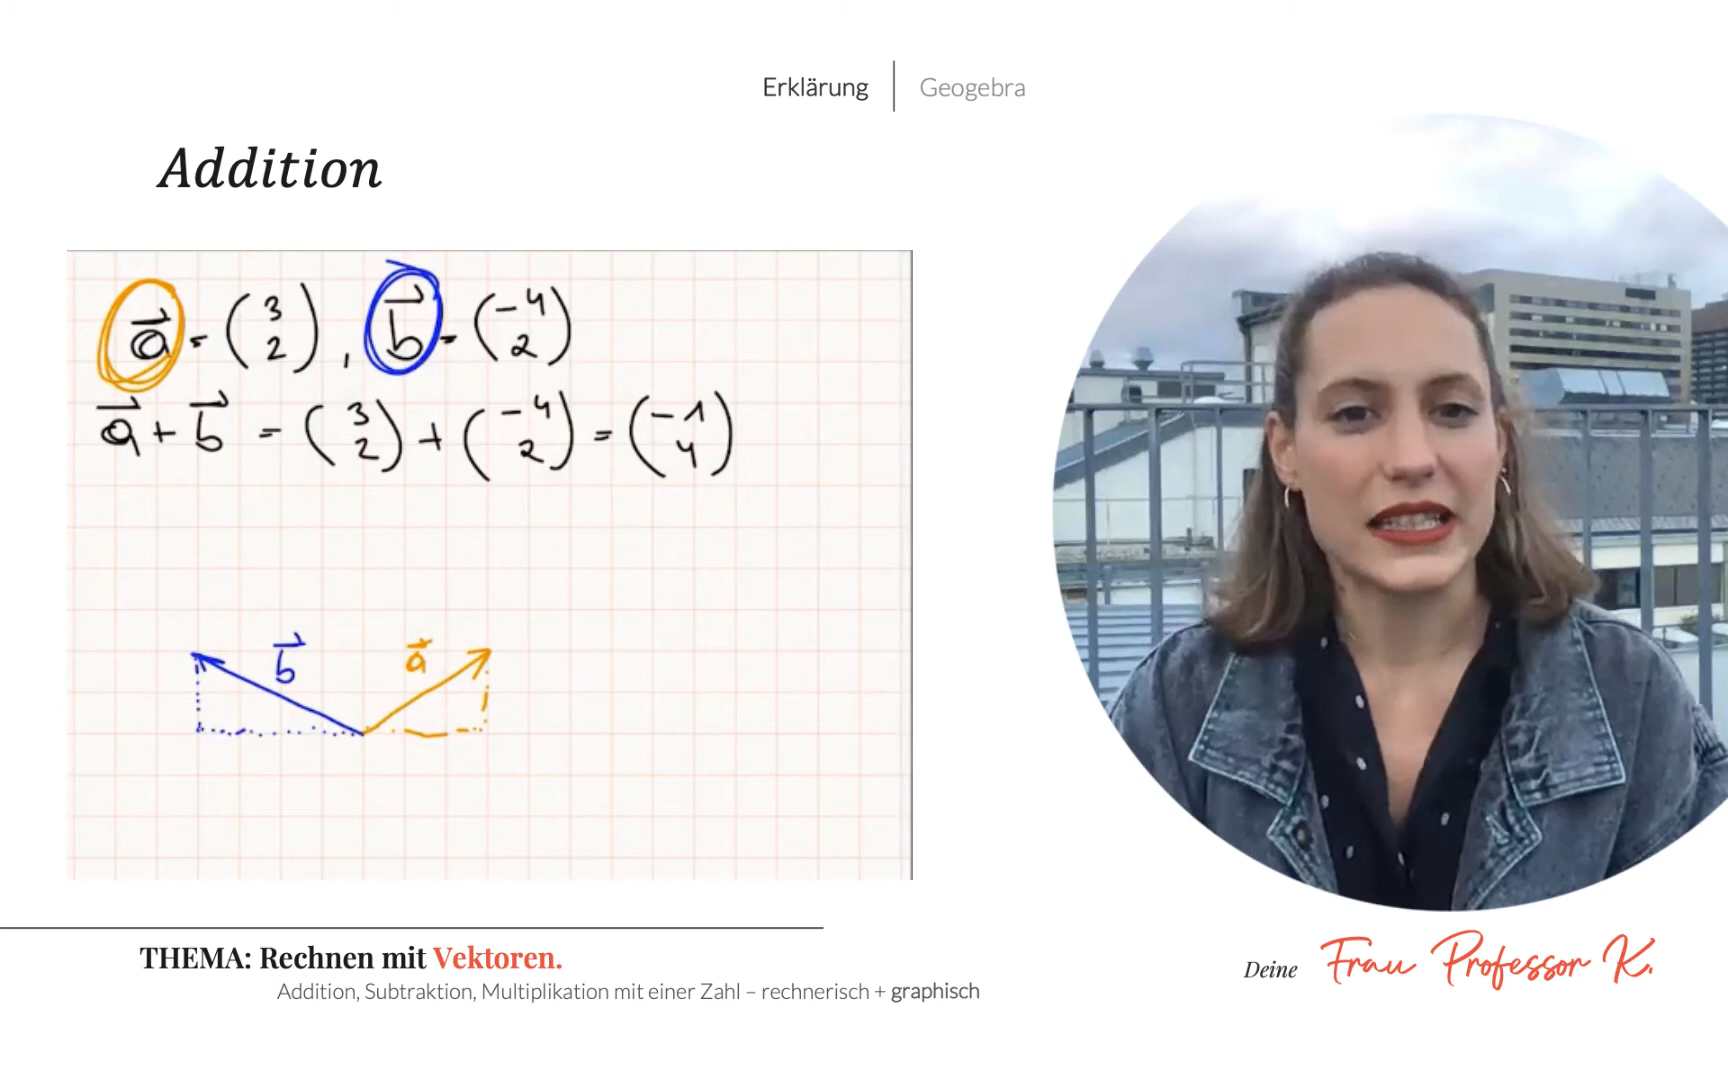 Erklärung | Geogebra
Addition
a⃗ = (3 2), b⃗ = (-4 2)
a⃗ + b⃗ = (3 2) + (-4 2) = (-1 4)
b⃗ a⃗
THEMA: Rechnen mit Vektoren.
Addition, Subtraktion, Multiplikation mit einer Zahl – rechnerisch + graphisch
Deine Frau Professor K.